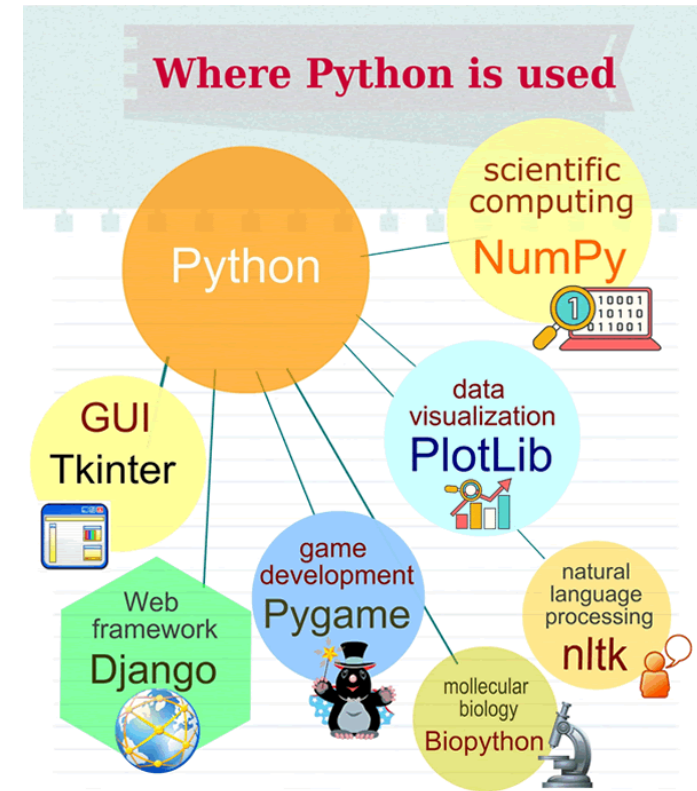 Where Python is used
scientific
computing
NumPy
1
10001
10110
011001
Python
data
visualization
PlotLib
GUI
Tkinter
game
development
Pygame
natural
language
processing
nltk
Web
framework
Django
mollecular
biology
Biopython